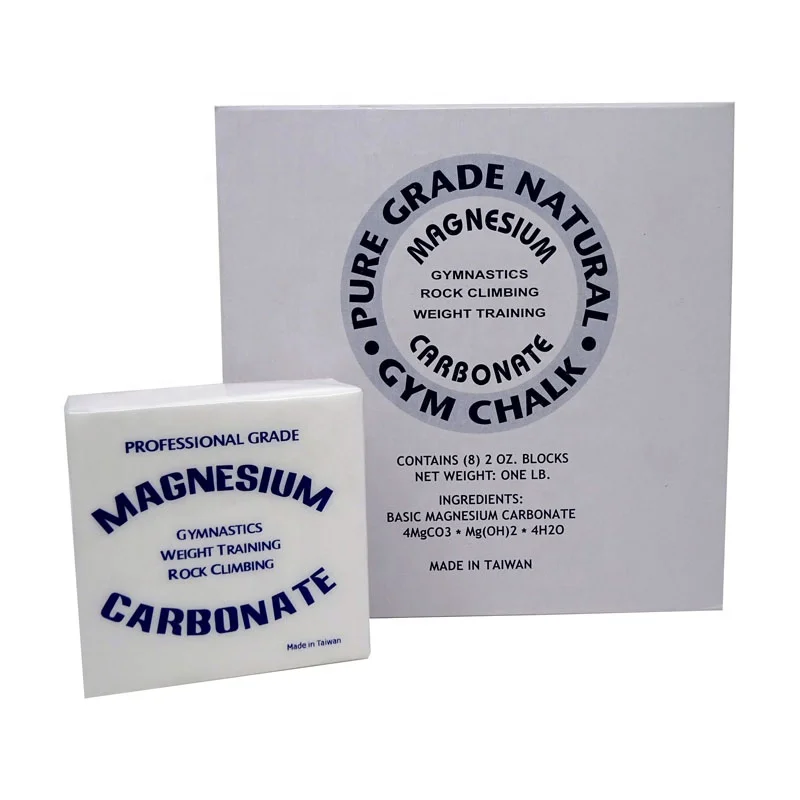 PROFESSIONAL GRADE
MAGNESIUM
GYMNASTICS
WEIGHT TRAINING
ROCK CLIMBING
CARBONATE
Made in Taiwan
PURE GRADE NATURAL
MAGNESIUM
GYMNASTICS
ROCK CLIMBING
WEIGHT TRAINING
CARBONATE
• GYM CHALK •
CONTAINS (8) 2 OZ. BLOCKS
NET WEIGHT: ONE LB.
INGREDIENTS:
BASIC MAGNESIUM CARBONATE
4MgCO3 * Mg(OH)2 * 4H2O
MADE IN TAIWAN